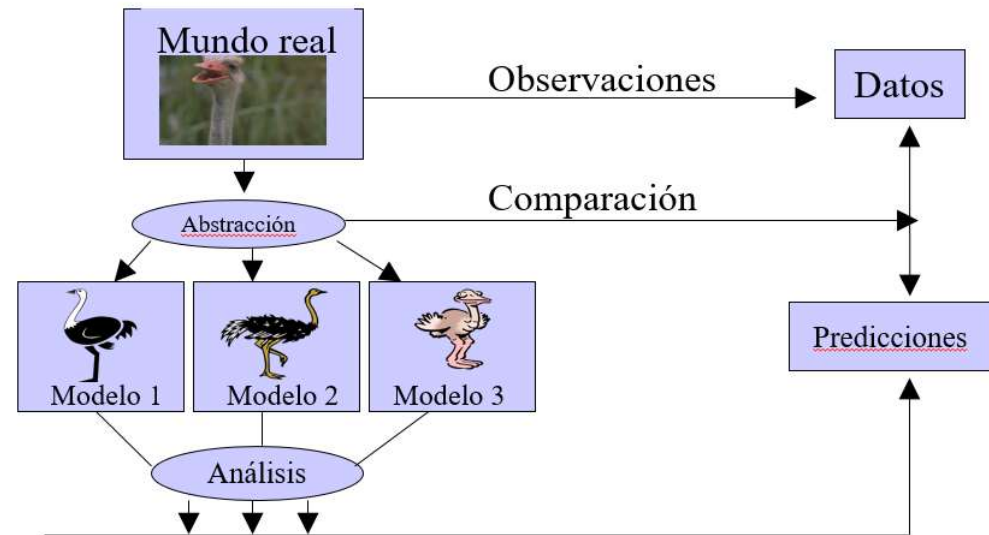 Mundo real
Observaciones
Datos
Comparación
Abstracción
Predicciones
Modelo 1
Modelo 2
Modelo 3
Análisis